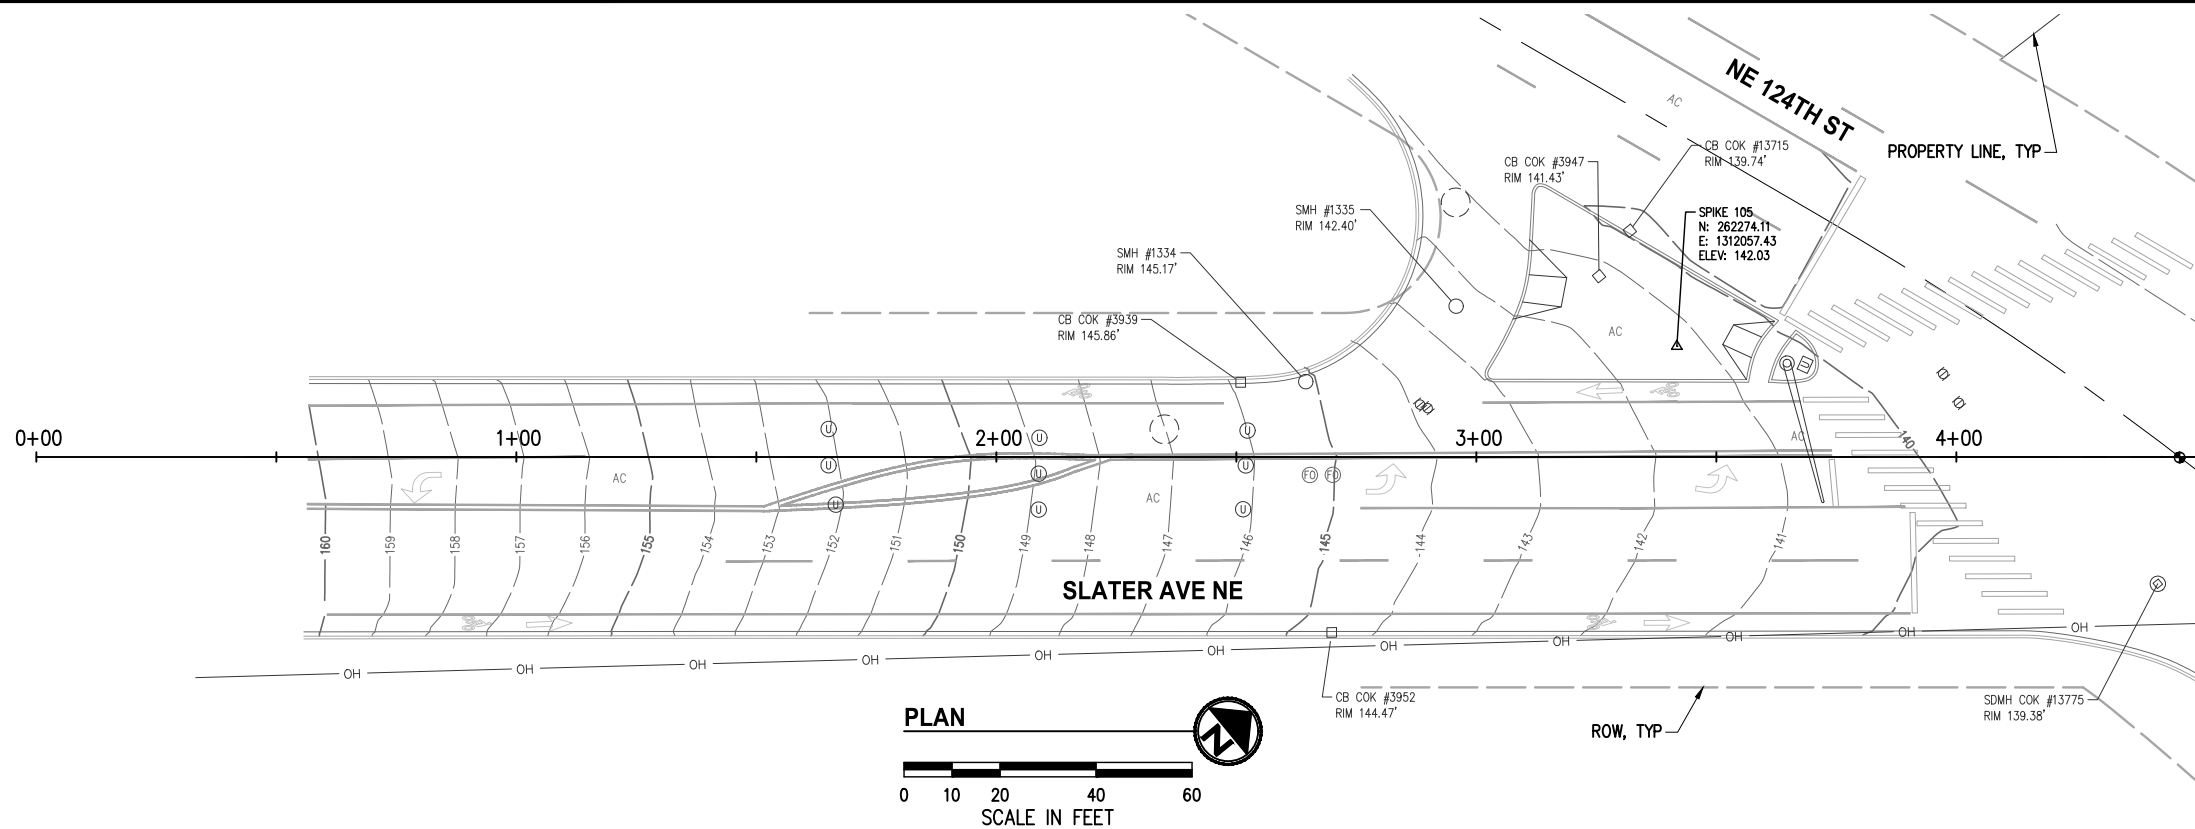 NE 124TH ST
AC
PROPERTY LINE, TYP
CB COK #13715
RIM 139.74'
CB COK #3947
RIM 141.43'
SMH #1335
RIM 142.40'
SPIKE 105
N: 262274.11
E: 1312057.43
ELEV: 142.03
SMH #1334
RIM 145.17'
CB COK #3939
RIM 145.86'
AC
E
0+00
1+00
2+00
3+00
4+00
AC
140
U
U
U
U
U
U
U
U
U
FO
FO
AC
AC
160
159
158
157
156
155
154
153
152
151
150
149
148
147
146
145
144
143
142
141
SLATER AVE NE
OH
OH
OH
OH
OH
OH
OH
OH
OH
OH
OH
CB COK #3952
RIM 144.47'
ROW, TYP
SDMH COK #13775
RIM 139.38'
PLAN
N
0 10 20 40 60
SCALE IN FEET